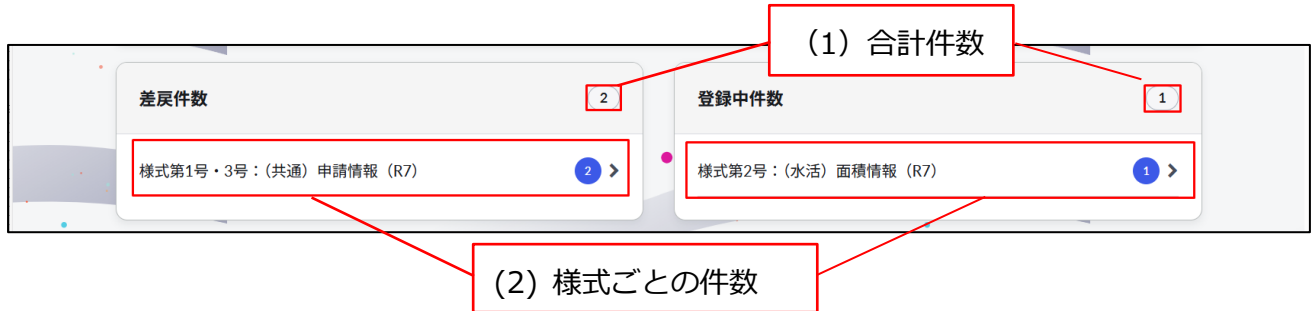 (1) 合計件数
差戻件数 2
様式第1号・3号：(共通) 申請情報 (R7) 2
登録中件数 1
様式第2号：(水活) 面積情報 (R7) 1
(2) 様式ごとの件数